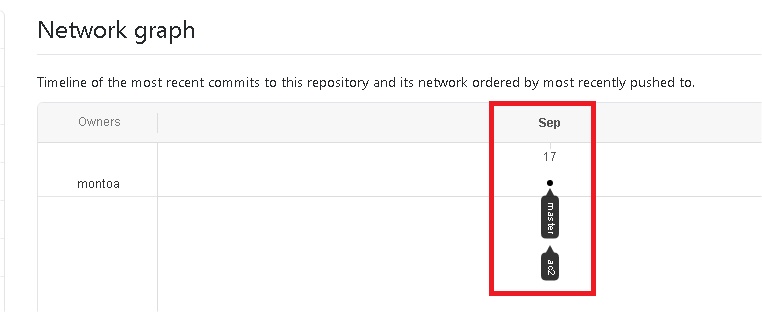 Network graph
Timeline of the most recent commits to this repository and its network ordered by most recently pushed to.
Owners
Sep
17
montoa
master
ac2